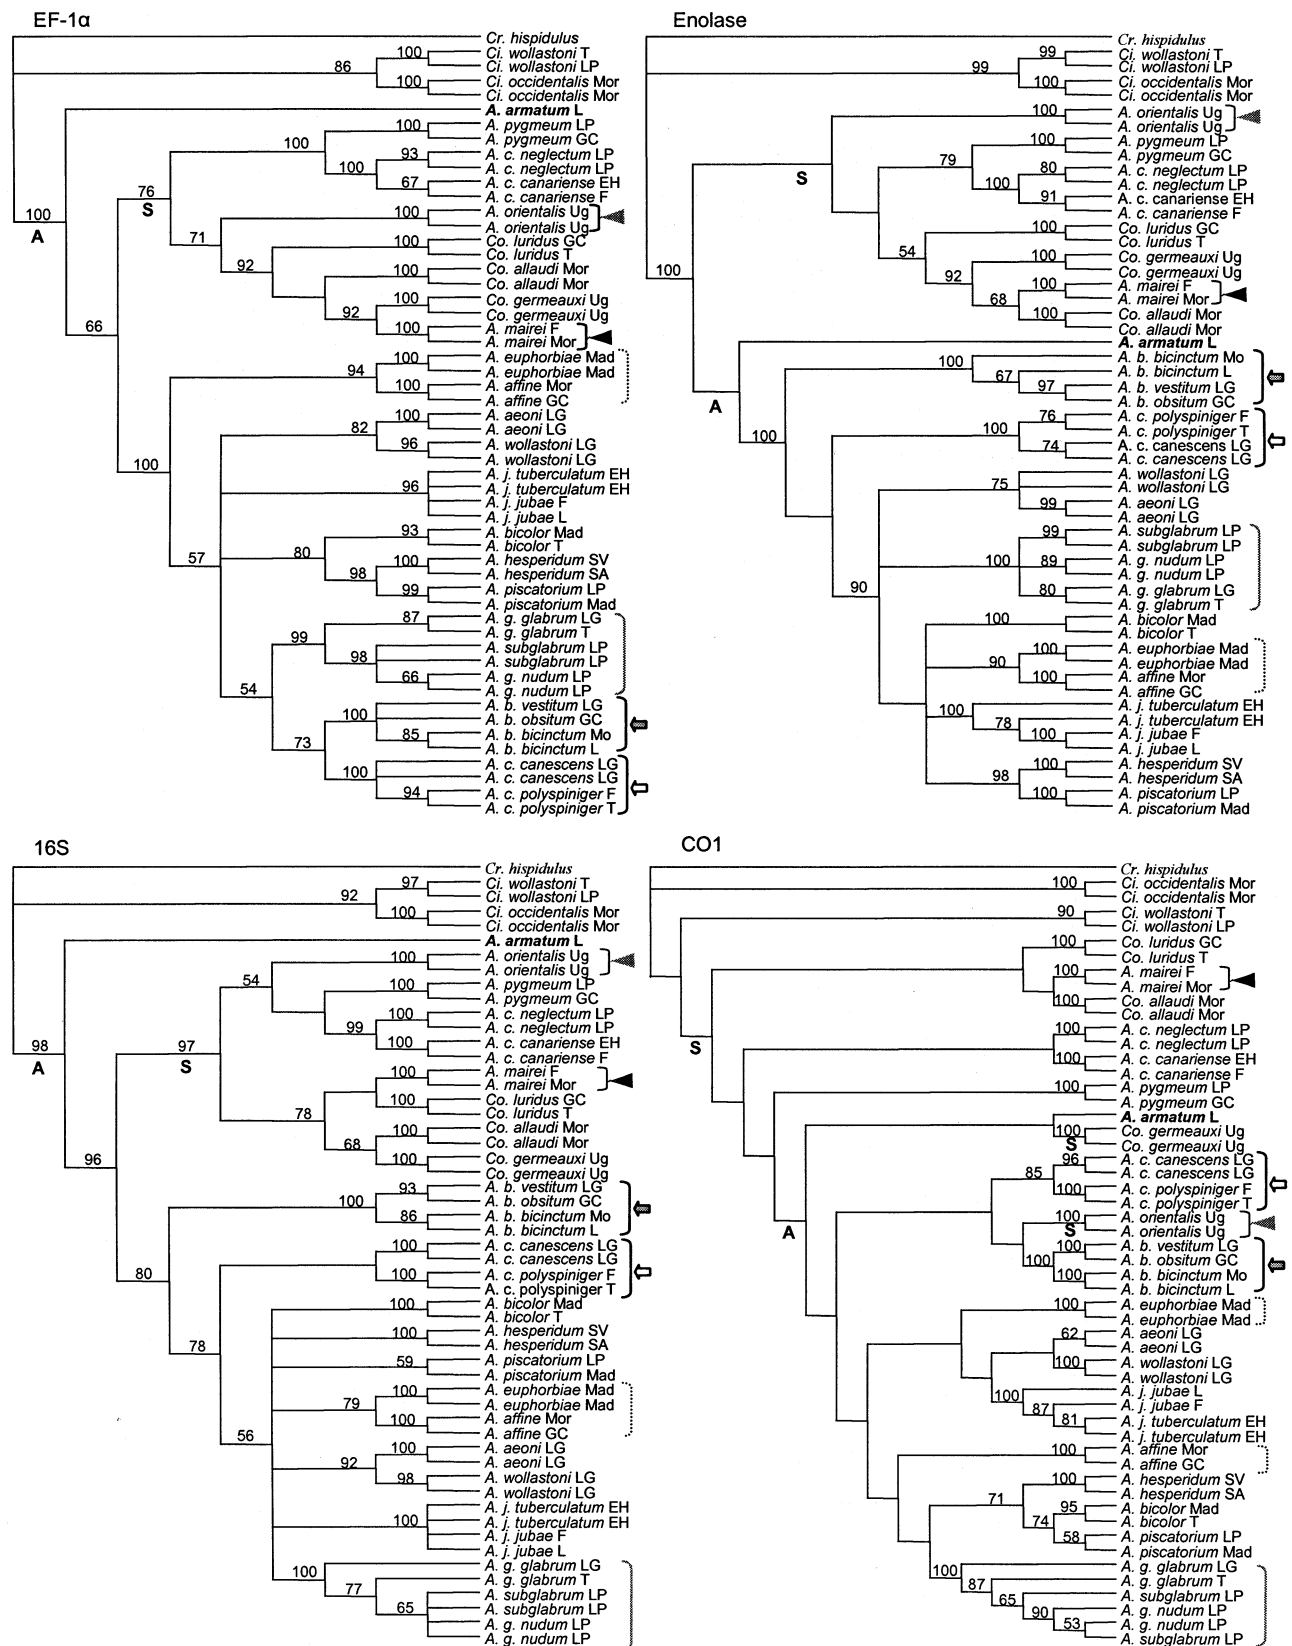 EF-1α
Cr. hispidulus
100
Ci. wollastoni T
Ci. wollastoni LP
86
100
Ci. occidentalis Mor
Ci. occidentalis Mor
A. armatum L
100
A. pygmeum LP
A. pygmeum GC
100
93
A. c. neglectum LP
A. c. neglectum LP
100
67
A. c. canariense EH
A. c. canariense F
76
S
100
A. orientalis Ug
A. orientalis Ug
100
A
71
100
Co. luridus GC
Co. luridus T
92
100
Co. allaudi Mor
Co. allaudi Mor
100
Co. germeauxi Ug
Co. germeauxi Ug
92
100
A. mairei F
A. mairei Mor
66
100
A. euphorbiae Mad
A. euphorbiae Mad
94
100
A. affine Mor
A. affine GC
100
A. aeoni LG
A. aeoni LG
82
96
A. wollastoni LG
A. wollastoni LG
100
A. j. tuberculatum EH
A. j. tuberculatum EH
96
A. j. jubae F
A. j. jubae L
93
A. bicolor Mad
A. bicolor T
57
80
100
A. hesperidum SV
A. hesperidum SA
98
99
A. piscatorium LP
A. piscatorium Mad
87
A. g. glabrum LG
A. g. glabrum T
99
A. subglabrum LP
A. subglabrum LP
98
66
A. g. nudum LP
A. g. nudum LP
54
A. b. vestitum LG
A. b. obsitum GC
100
85
A. b. bicinctum Mo
A. b. bicinctum L
73
A. c. canescens LG
A. c. canescens LG
100
94
A. c. polyspiniger F
A. c. polyspiniger T
Enolase
Cr. hispidulus
99
Ci. wollastoni T
Ci. wollastoni LP
99
100
Ci. occidentalis Mor
Ci. occidentalis Mor
100
A. orientalis Ug
A. orientalis Ug
100
A. pygmeum LP
A. pygmeum GC
79
80
A. c. neglectum LP
A. c. neglectum LP
S
100
91
A. c. canariense EH
A. c. canariense F
100
Co. luridus GC
Co. luridus T
54
100
Co. germeauxi Ug
Co. germeauxi Ug
100
92
100
A. mairei F
A. mairei Mor
68
100
Co. allaudi Mor
Co. allaudi Mor
A. armatum L
A. b. bicinctum Mo
100
A. b. bicinctum L
67
97
A. b. vestitum LG
A. b. obsitum GC
A
76
A. c. polyspiniger F
A. c. polyspiniger T
100
100
74
A. c. canescens LG
A. c. canescens LG
A. wollastoni LG
A. wollastoni LG
75
99
A. aeoni LG
A. aeoni LG
99
A. subglabrum LP
A. subglabrum LP
100
89
A. g. nudum LP
A. g. nudum LP
90
80
A. g. glabrum LG
A. g. glabrum T
100
A. bicolor Mad
A. bicolor T
100
A. euphorbiae Mad
A. euphorbiae Mad
90
100
A. affine Mor
A. affine GC
A. j. tuberculatum EH
100
A. j. tuberculatum EH
78
100
A. j. jubae F
A. j. jubae L
100
A. hesperidum SV
A. hesperidum SA
98
100
A. piscatorium LP
A. piscatorium Mad
16S
Cr. hispidulus
97
Ci. wollastoni T
Ci. wollastoni LP
92
100
Ci. occidentalis Mor
Ci. occidentalis Mor
A. armatum L
100
A. orientalis Ug
A. orientalis Ug
54
100
A. pygmeum LP
A. pygmeum GC
100
A. c. neglectum LP
A. c. neglectum LP
99
100
A. c. canariense EH
A. c. canariense F
98
A
97
S
100
A. mairei F
A. mairei Mor
100
Co. luridus GC
Co. luridus T
78
100
Co. allaudi Mor
Co. allaudi Mor
68
100
Co. germeauxi Ug
Co. germeauxi Ug
96
93
A. b. vestitum LG
A. b. obsitum GC
100
86
A. b. bicinctum Mo
A. b. bicinctum L
100
A. c. canescens LG
A. c. canescens LG
80
100
A. c. polyspiniger F
A. c. polyspiniger T
100
A. bicolor Mad
A. bicolor T
100
A. hesperidum SV
A. hesperidum SA
78
59
A. piscatorium LP
A. piscatorium Mad
100
A. euphorbiae Mad
A. euphorbiae Mad
79
100
A. affine Mor
A. affine GC
56
100
A. aeoni LG
A. aeoni LG
92
98
A. wollastoni LG
A. wollastoni LG
A. j. tuberculatum EH
A. j. tuberculatum EH
100
A. j. jubae F
A. j. jubae L
A. g. glabrum LG
100
A. g. glabrum T
77
A. subglabrum LP
A. subglabrum LP
65
A. g. nudum LP
A. g. nudum LP
CO1
Cr. hispidulus
100
Ci. occidentalis Mor
Ci. occidentalis Mor
90
Ci. wollastoni T
Ci. wollastoni LP
100
Co. luridus GC
Co. luridus T
100
A. mairei F
A. mairei Mor
100
Co. allaudi Mor
Co. allaudi Mor
100
A. c. neglectum LP
A. c. neglectum LP
S
100
A. c. canariense EH
A. c. canariense F
100
A. pygmeum LP
A. pygmeum GC
A. armatum L
100
Co. germeauxi Ug
S
Co. germeauxi Ug
96
A. c. canescens LG
A. c. canescens LG
85
100
A. c. polyspiniger F
A. c. polyspiniger T
100
A. orientalis Ug
A
S
A. orientalis Ug
100
A. b. vestitum LG
A. b. obsitum GC
100
100
A. b. bicinctum Mo
A. b. bicinctum L
100
A. euphorbiae Mad
A. euphorbiae Mad
62
A. aeoni LG
A. aeoni LG
100
A. wollastoni LG
A. wollastoni LG
100
A. j. jubae L
87
A. j. jubae F
81
A. j. tuberculatum EH
A. j. tuberculatum EH
100
A. affine Mor
A. affine GC
100
A. hesperidum SV
A. hesperidum SA
71
95
A. bicolor Mad
A. bicolor T
74
58
A. piscatorium LP
A. piscatorium Mad
100
A. g. glabrum LG
87
A. g. glabrum T
65
A. subglabrum LP
90
A. g. nudum LP
53
A. g. nudum LP
A. subglabrum LP